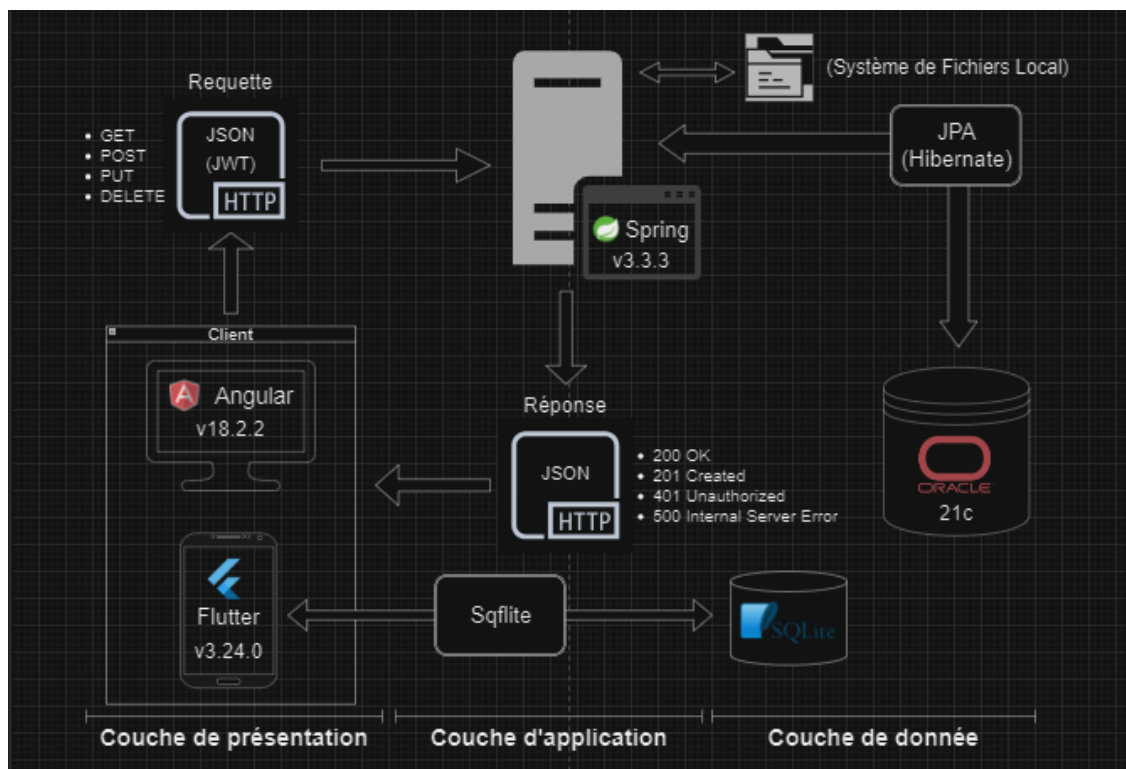 Requette
• GET
• POST
• PUT
• DELETE
JSON
(JWT)
HTTP
(Système de Fichiers Local)
JPA
(Hibernate)
Spring
v3.3.3
Client
Angular
v18.2.2
Réponse
JSON
HTTP
• 200 OK
• 201 Created
• 401 Unauthorized
• 500 Internal Server Error
ORACLE
21c
Flutter
v3.24.0
Sqflite
SQLite
Couche de présentation
Couche d'application
Couche de donnée